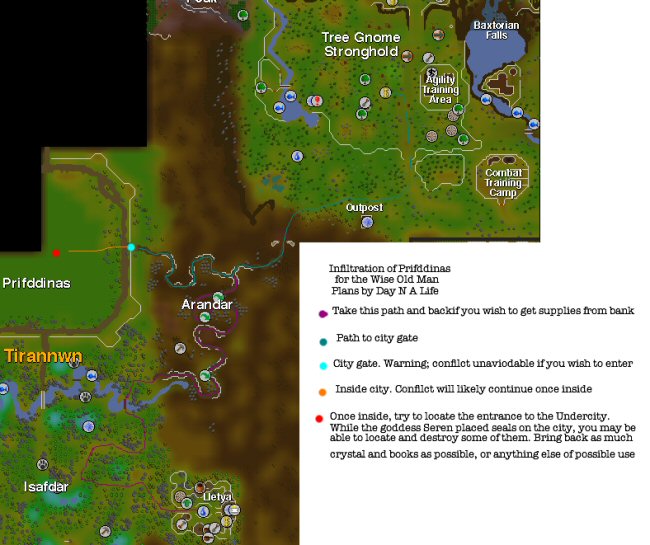 Peak
Baxtorian
Falls
Tree Gnome
Stronghold
Agility
Training
Area
Combat
Training
Camp
Outpost
Prifddinas
Arandar
Tirannwn
Isafdar
Lletya
Infiltration of Prifddinas
for the Wise Old Man
Plans by Day N A Life
Take this path and backif you wish to get supplies from bank
Path to city gate
City gate. Warning; conflict unaviodable if you wish to enter
Inside city. Conflict will likely continue once inside
Once inside, try to locate the entrance to the Undercity.
While the goddess Seren placed seals on the city, you may be
able to locate and destroy some of them. Bring back as much
crystal and books as possible, or anything else of possible use